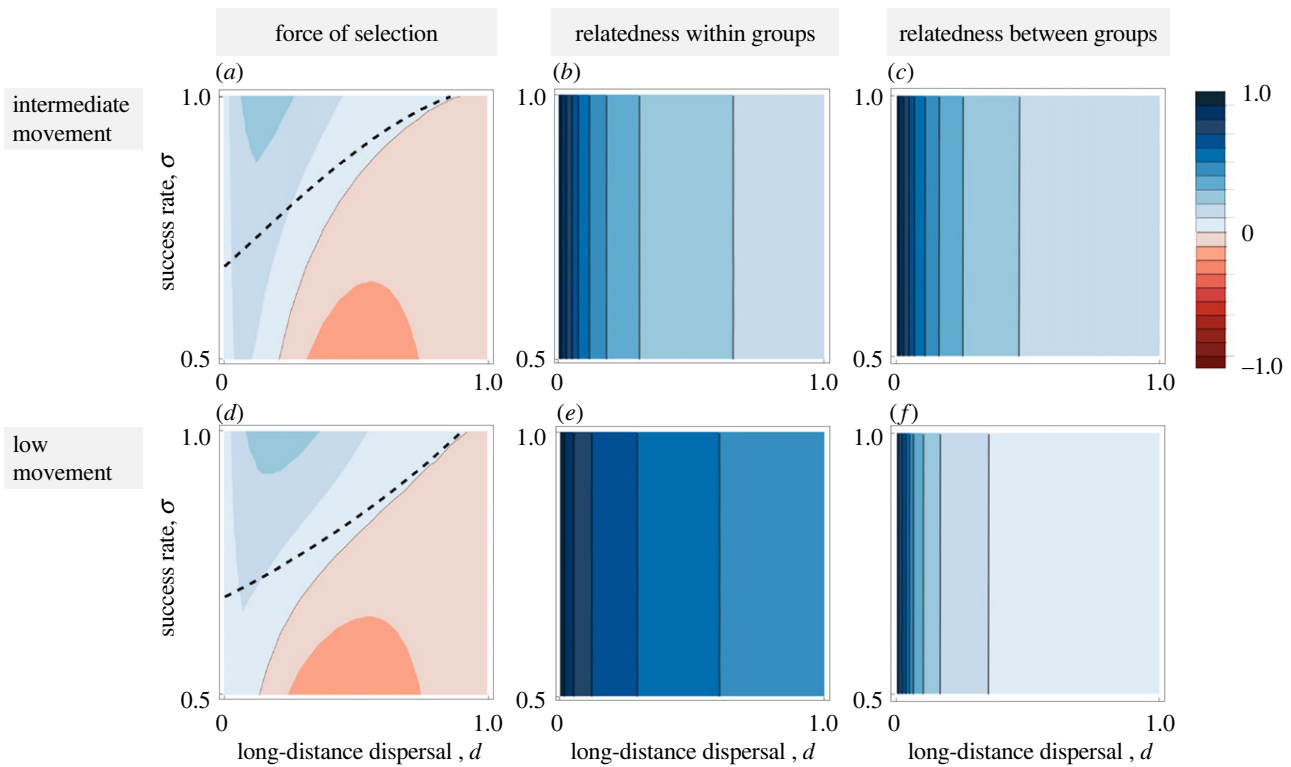 force of selection
relatedness within groups
relatedness between groups
intermediate
movement
(a)
(b)
(c)
1.0
success rate, σ
0.5
0
1.0
1.0
0.5
0
1.0
1.0
0.5
0
1.0
1.0
0
–1.0
low
movement
(d)
(e)
(f)
1.0
success rate, σ
0.5
0
1.0
long-distance dispersal , d
1.0
0.5
0
1.0
long-distance dispersal , d
1.0
0.5
0
1.0
long-distance dispersal , d